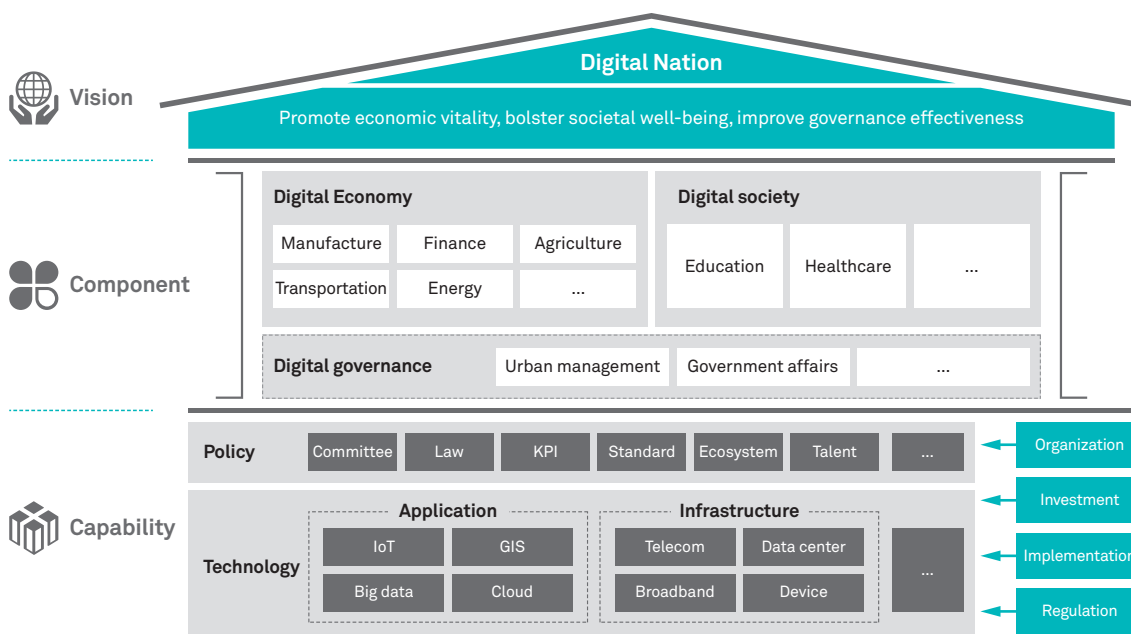 Digital Nation
Vision
Promote economic vitality, bolster societal well-being, improve governance effectiveness
Component
Digital Economy
Manufacture
Finance
Agriculture
Transportation
Energy
...
Digital society
Education
Healthcare
...
Digital governance
Urban management
Government affairs
...
Capability
Policy
Committee
Law
KPI
Standard
Ecosystem
Talent
...
Technology
Application
IoT
GIS
Big data
Cloud
Infrastructure
Telecom
Data center
Broadband
Device
...
Organization
Investment
Implementation
Regulation